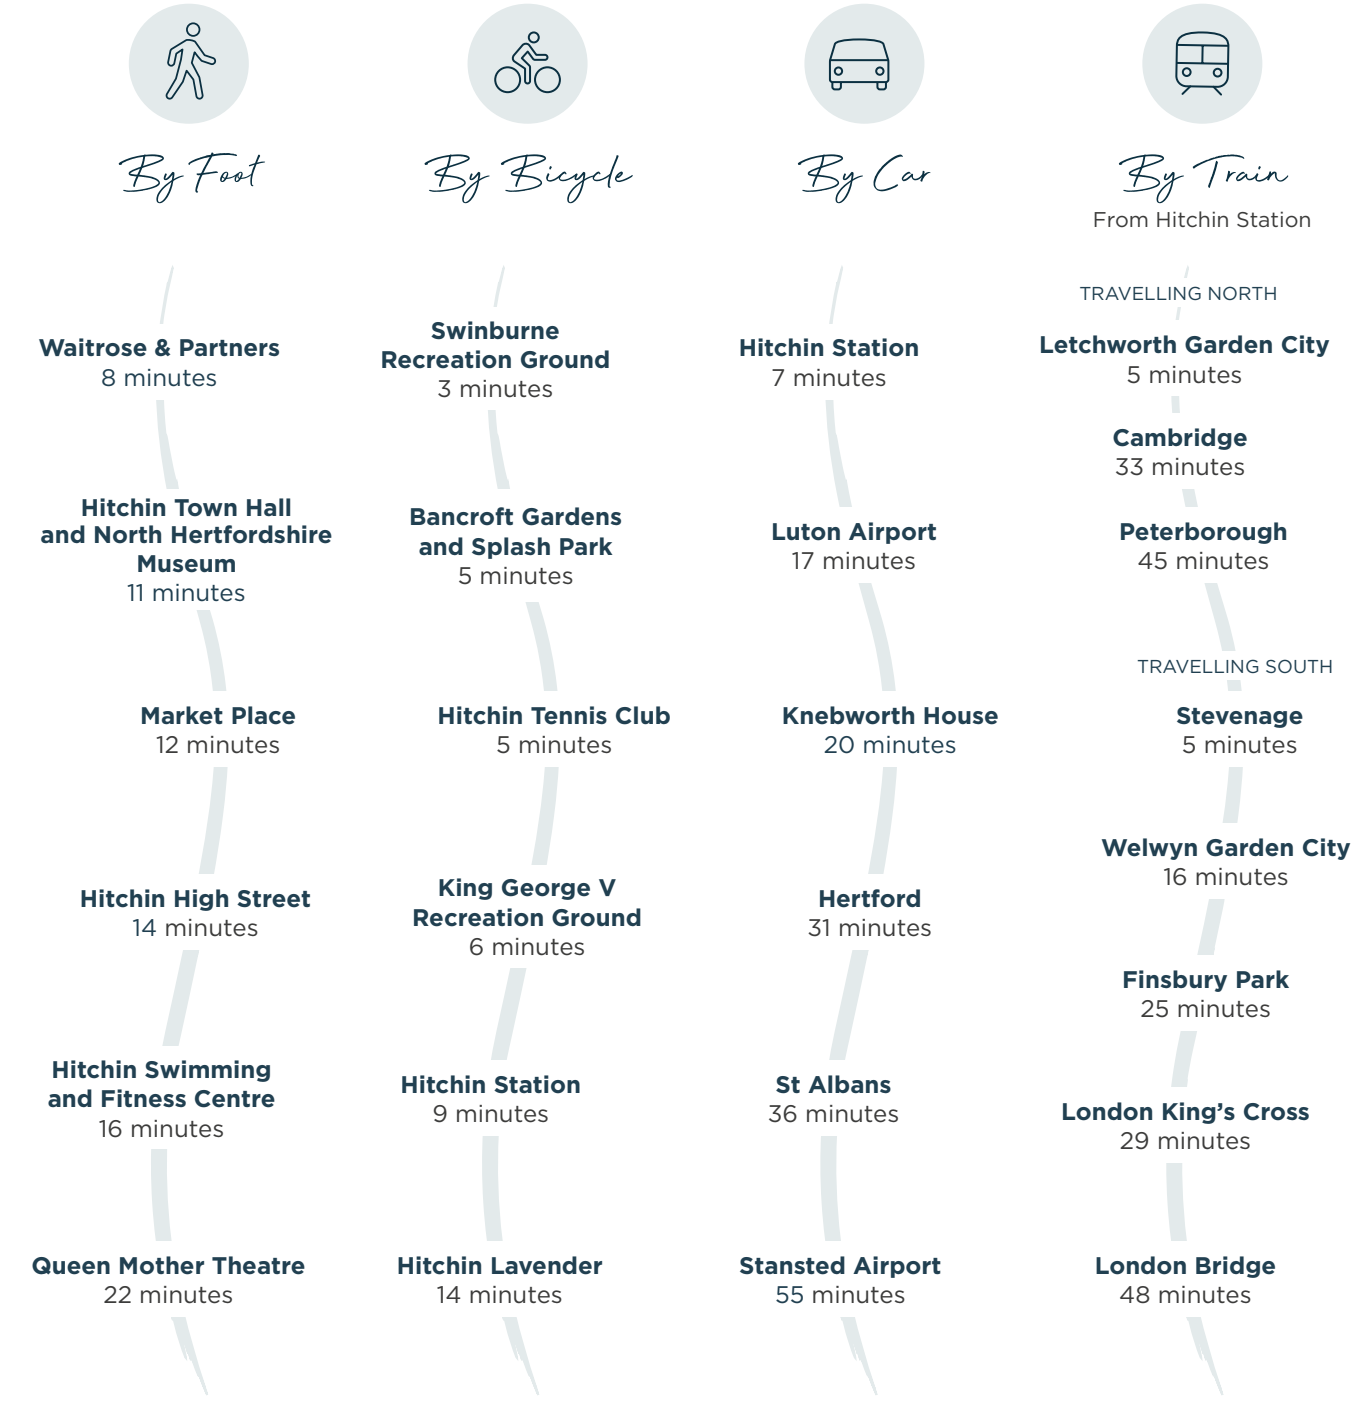 By Foot
Waitrose & Partners
8 minutes
Hitchin Town Hall
and North Hertfordshire
Museum
11 minutes
Market Place
12 minutes
Hitchin High Street
14 minutes
Hitchin Swimming
and Fitness Centre
16 minutes
Queen Mother Theatre
22 minutes
By Bicycle
Swinburne
Recreation Ground
3 minutes
Bancroft Gardens
and Splash Park
5 minutes
Hitchin Tennis Club
5 minutes
King George V
Recreation Ground
6 minutes
Hitchin Station
9 minutes
Hitchin Lavender
14 minutes
By Car
Hitchin Station
7 minutes
Luton Airport
17 minutes
Knebworth House
20 minutes
Hertford
31 minutes
St Albans
36 minutes
Stansted Airport
55 minutes
By Train
From Hitchin Station
TRAVELLING NORTH
Letchworth Garden City
5 minutes
Cambridge
33 minutes
Peterborough
45 minutes
TRAVELLING SOUTH
Stevenage
5 minutes
Welwyn Garden City
16 minutes
Finsbury Park
25 minutes
London King’s Cross
29 minutes
London Bridge
48 minutes